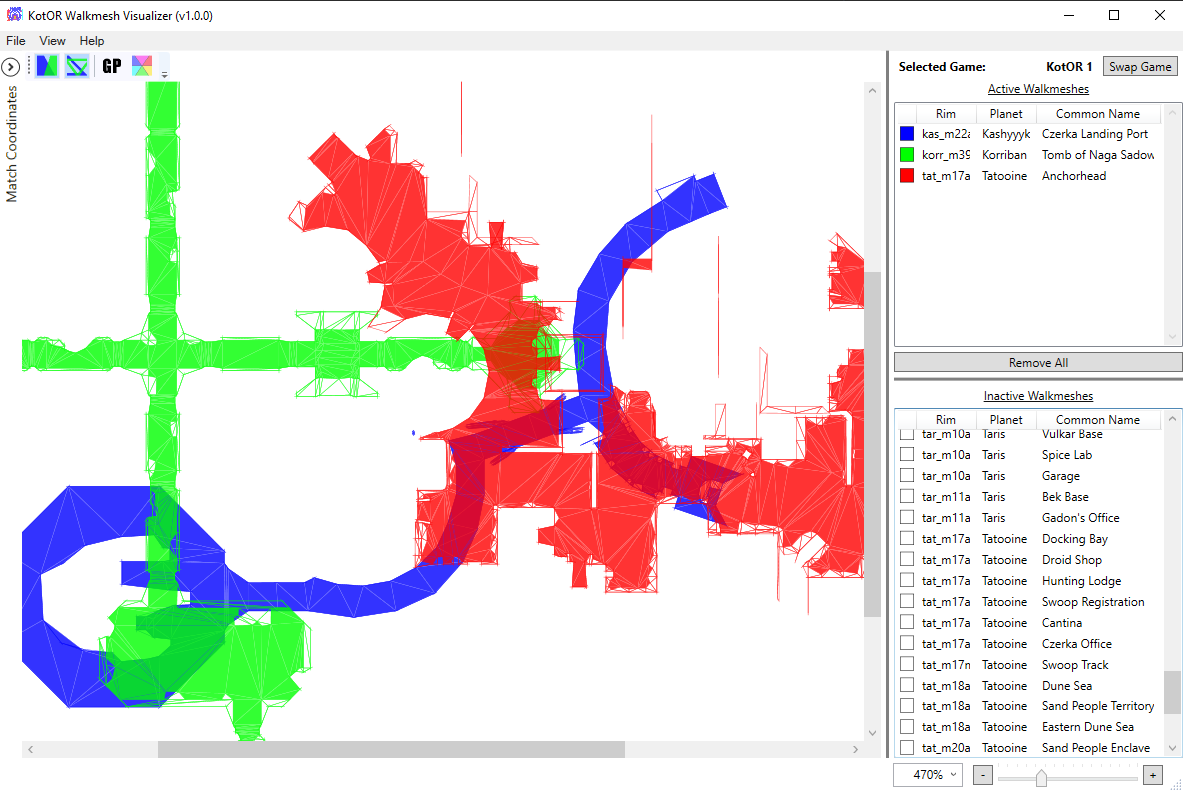 KotOR Walkmesh Visualizer (v1.0.0)
File View Help
GP
Match Coordinates
Selected Game: KotOR 1 Swap Game
Active Walkmeshes
Rim Planet Common Name
kas_m22a Kashyyyk Czerka Landing Port
korr_m39 Korriban Tomb of Naga Sadow
tat_m17a Tatooine Anchorhead
Remove All
Inactive Walkmeshes
Rim Planet Common Name
tar_m10a Taris Vulkar Base
tar_m10a Taris Spice Lab
tar_m10a Taris Garage
tar_m11a Taris Bek Base
tar_m11a Taris Gadon's Office
tat_m17a Tatooine Docking Bay
tat_m17a Tatooine Droid Shop
tat_m17a Tatooine Hunting Lodge
tat_m17a Tatooine Swoop Registration
tat_m17a Tatooine Cantina
tat_m17a Tatooine Czerka Office
tat_m17n Tatooine Swoop Track
tat_m18a Tatooine Dune Sea
tat_m18a Tatooine Sand People Territory
tat_m18a Tatooine Eastern Dune Sea
tat_m20a Tatooine Sand People Enclave
470% - +